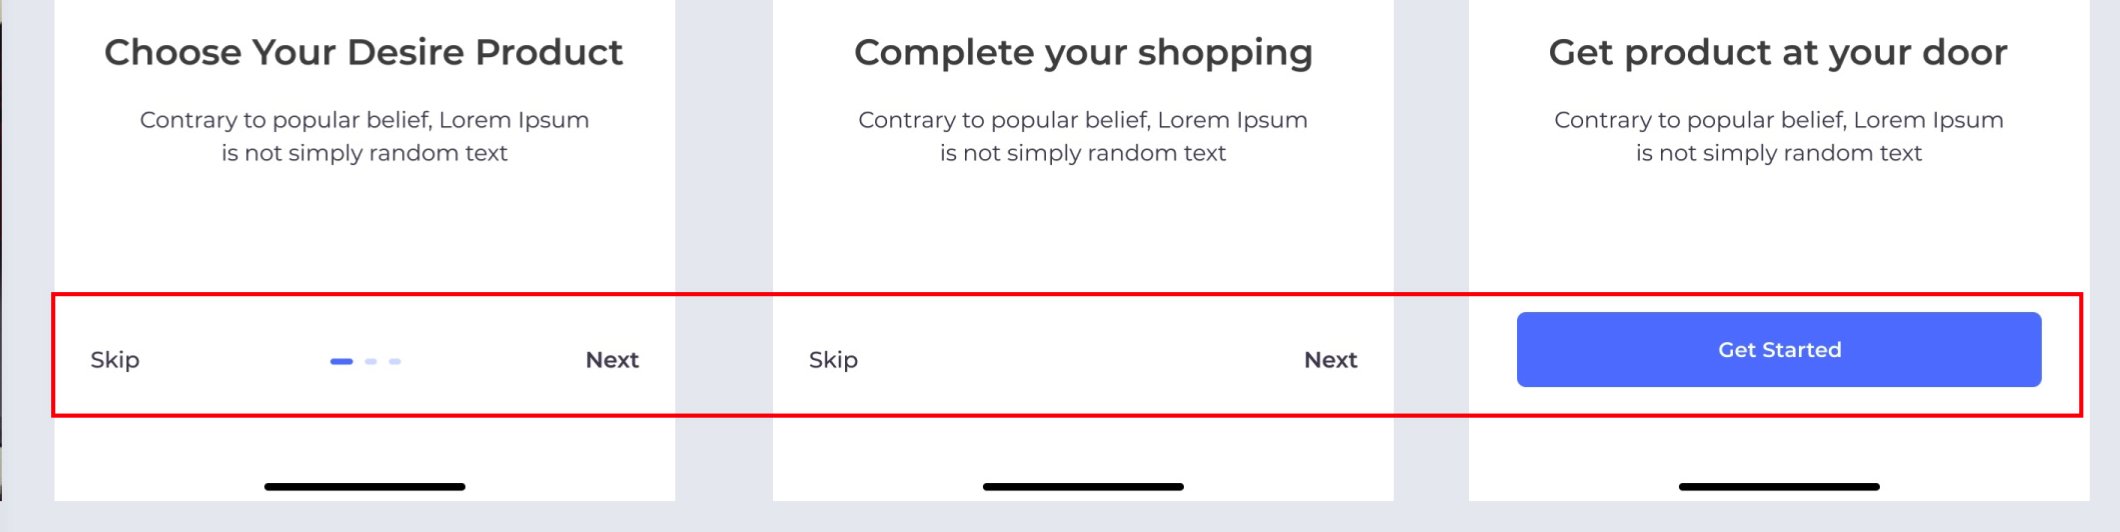 Choose Your Desire Product
Contrary to popular belief, Lorem Ipsum
is not simply random text
Skip
Next
Complete your shopping
Contrary to popular belief, Lorem Ipsum
is not simply random text
Skip
Next
Get product at your door
Contrary to popular belief, Lorem Ipsum
is not simply random text
Get Started